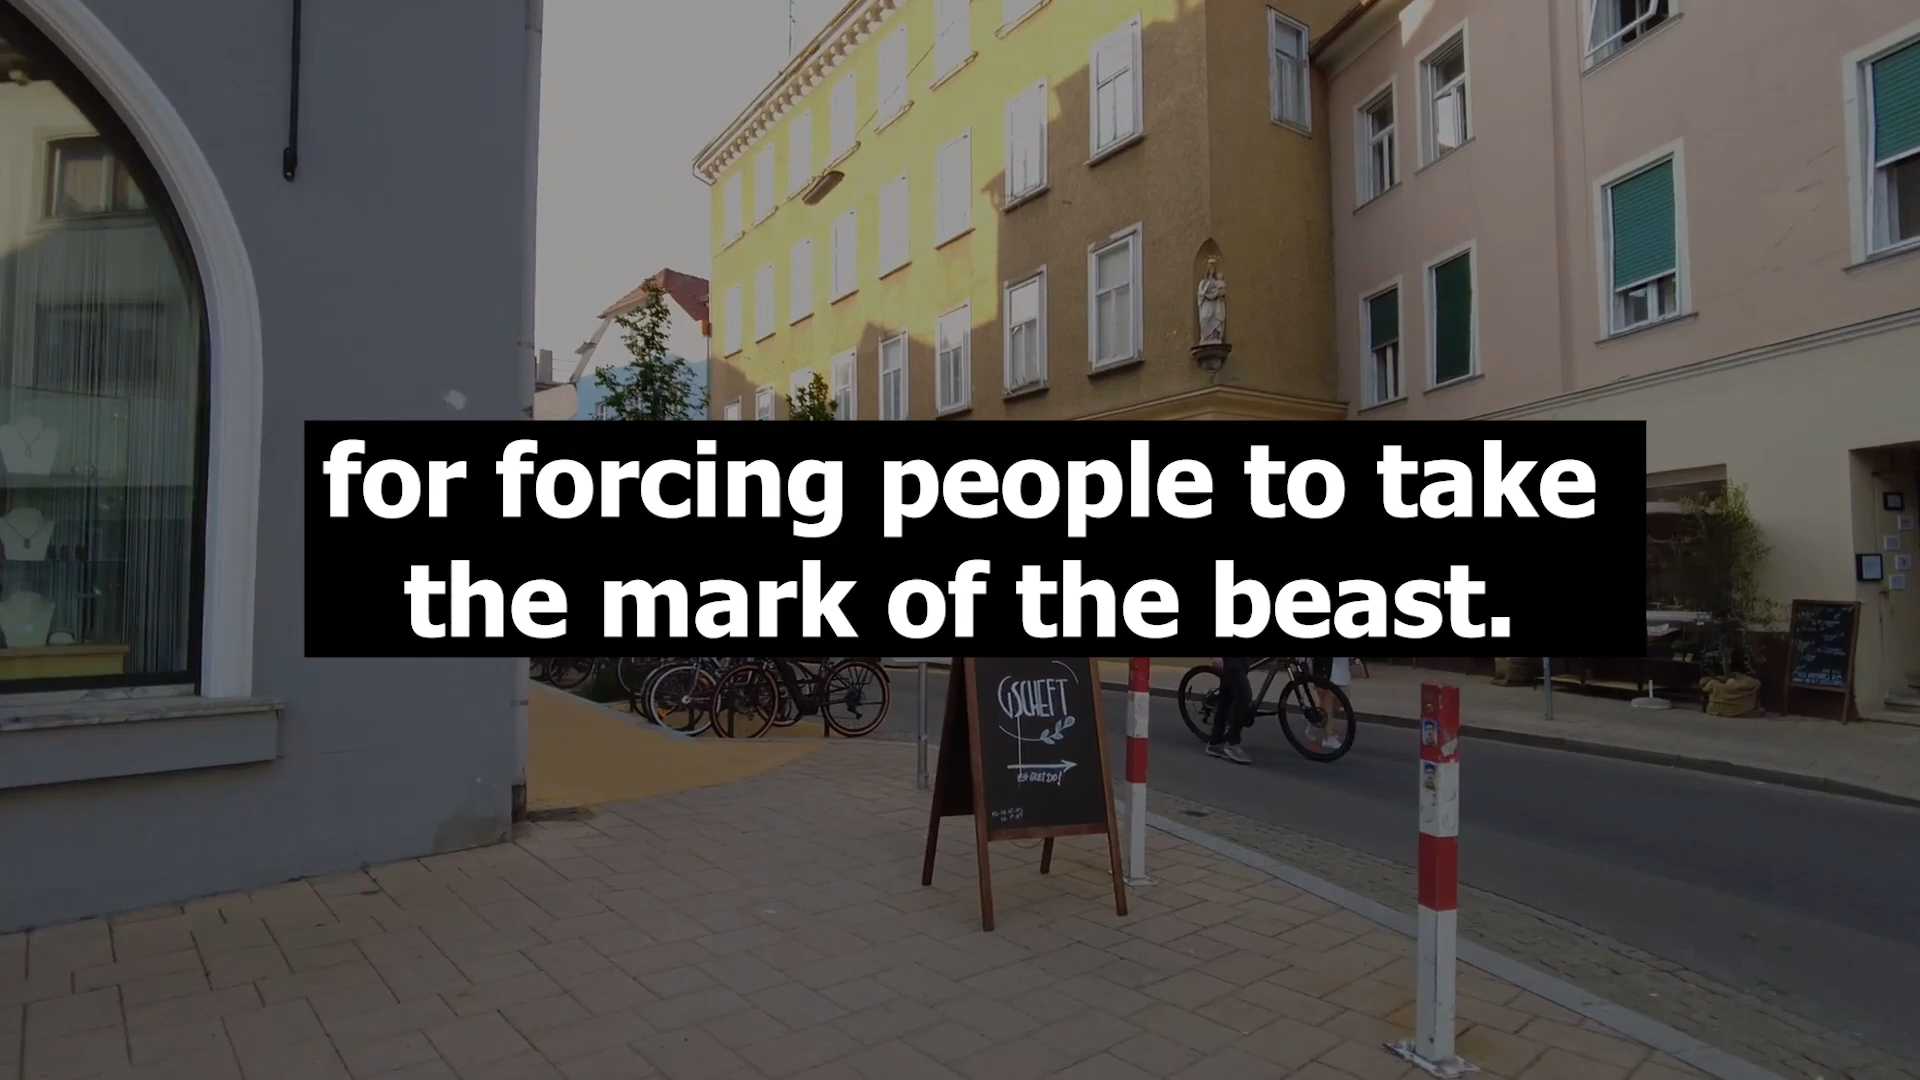 for forcing people to take
the mark of the beast.
GSCHEFT